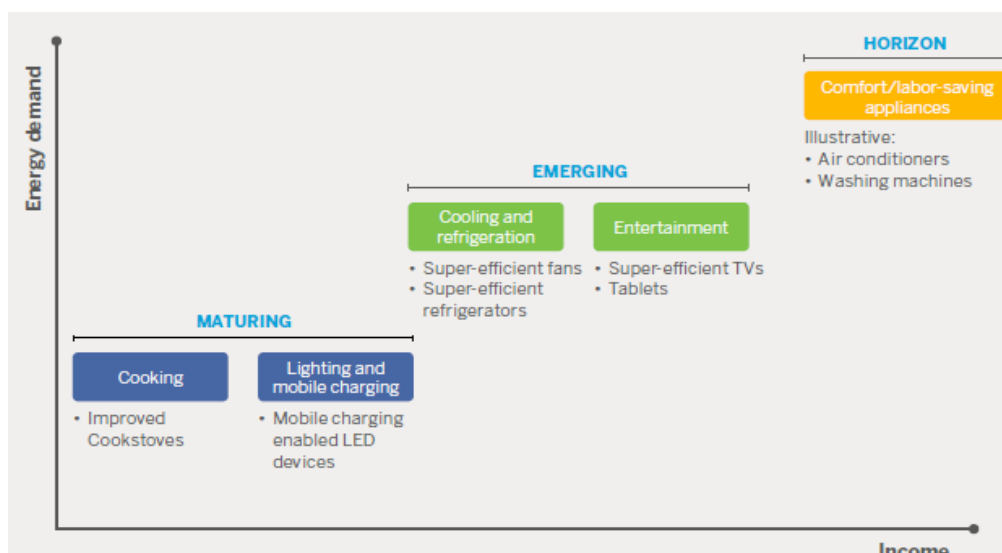 HORIZON
Energy demand
Comfort/labor-saving
appliances
Illustrative:
• Air conditioners
• Washing machines
EMERGING
Cooling and
refrigeration
Entertainment
• Super-efficient fans
• Super-efficient
refrigerators
• Super-efficient TVs
• Tablets
MATURING
Cooking
Lighting and
mobile charging
• Improved
Cookstoves
• Mobile charging
enabled LED
devices
Income